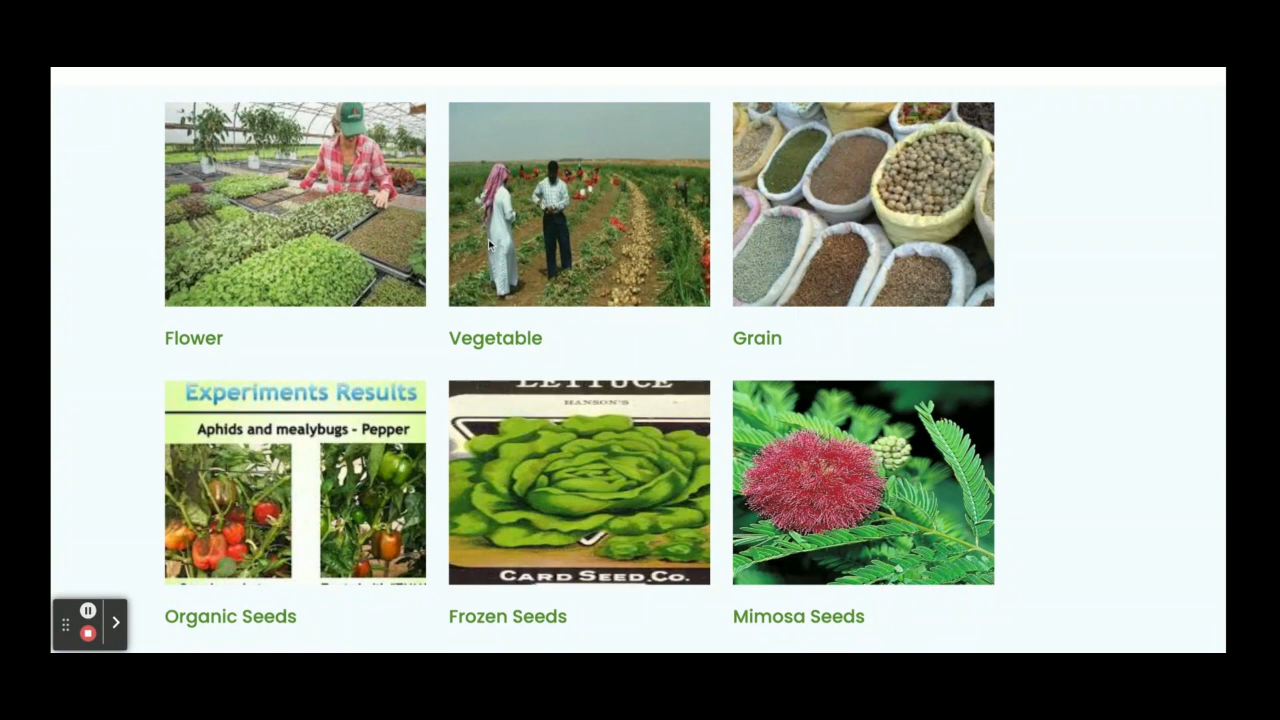 Flower
Vegetable
Grain
Experiments Results
Aphids and mealybugs - Pepper
LETTUCE
HANSON'S
CARD SEED.CO.
Organic Seeds
Frozen Seeds
Mimosa Seeds